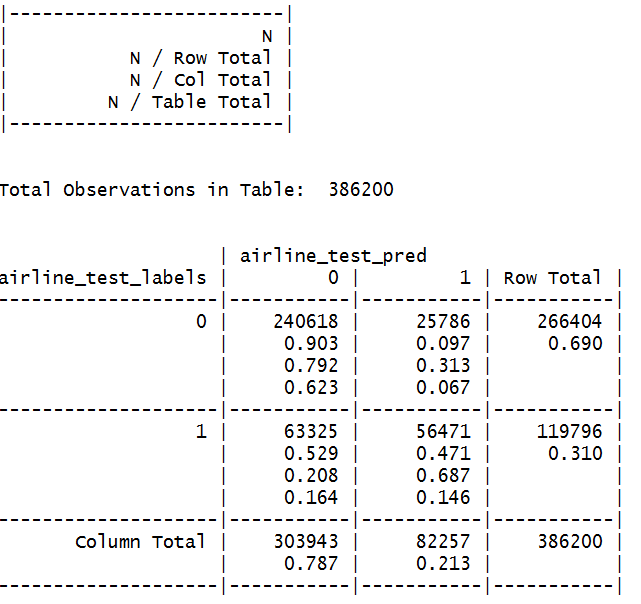 |-------------------------|
|                       N |
|           N / Row Total |
|           N / Col Total |
|         N / Table Total |
|-------------------------|
Total Observations in Table:  386200
                    | airline_test_pred
airline_test_labels |         0 |         1 | Row Total |
--------------------|-----------|-----------|-----------|
                  0 |    240618 |     25786 |    266404 |
                    |     0.903 |     0.097 |     0.690 |
                    |     0.792 |     0.313 |           |
                    |     0.623 |     0.067 |           |
--------------------|-----------|-----------|-----------|
                  1 |     63325 |     56471 |    119796 |
                    |     0.529 |     0.471 |     0.310 |
                    |     0.208 |     0.687 |           |
                    |     0.164 |     0.146 |           |
--------------------|-----------|-----------|-----------|
       Column Total |    303943 |     82257 |    386200 |
                    |     0.787 |     0.213 |           |
--------------------|-----------|-----------|-----------|